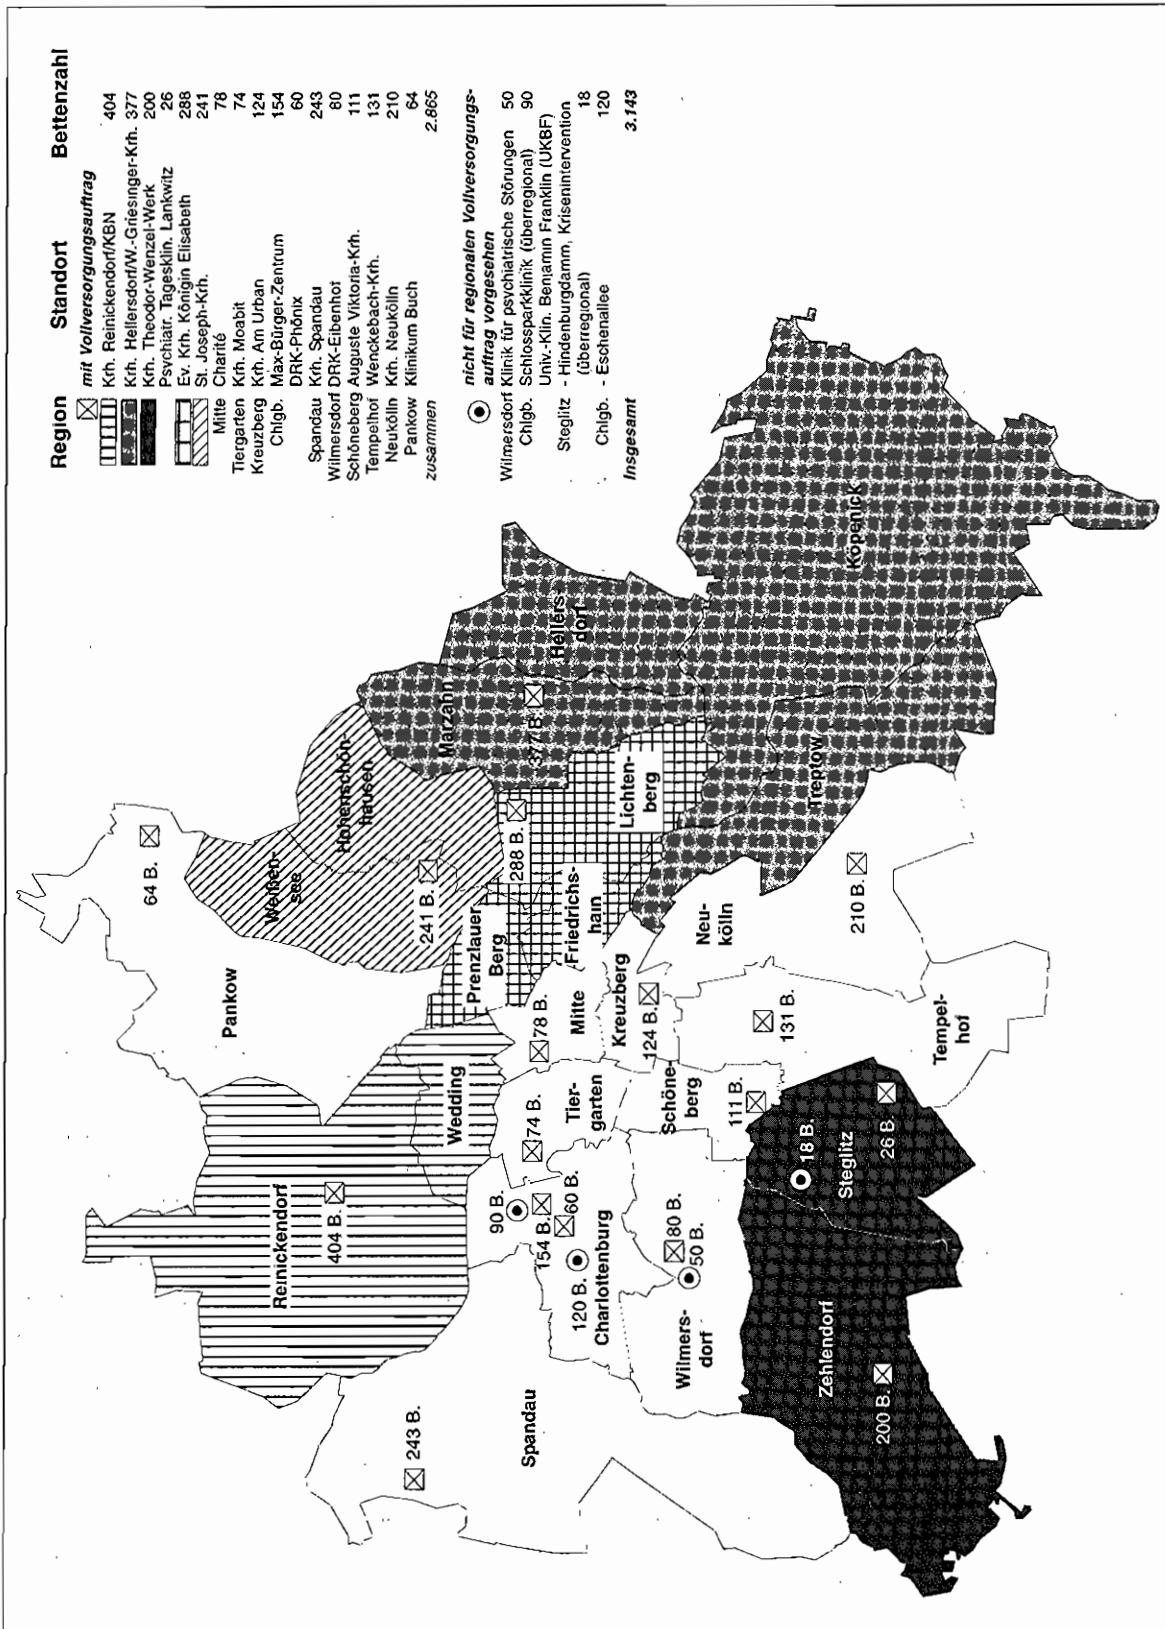 Region Standort Bettenzahl
mit Vollversorgungsauftrag
Krh. Reinickendorf/KBN 404
Krh. Hellersdorf/W.-Griesinger-Krh. 377
Krh. Theodor-Wenzel-Werk 200
Psychiatr. Tagesklin. Lankwitz 26
Ev. Krh. Königin Elisabeth 288
St. Joseph-Krh. 241
Mitte Charité 78
Tiergarten Krh. Moabit 74
Kreuzberg Krh. Am Urban 124
Chlgb. Max-Bürger-Zentrum 154
DRK-Phönix 60
Spandau Krh. Spandau 243
Wilmersdorf DRK-Eibenhof 80
Schöneberg Auguste Viktoria-Krh. 111
Tempelhof Wenckebach-Krh. 131
Neukölln Krh. Neukölln 210
Pankow Klinikum Buch 64
zusammen 2.865
nicht für regionalen Vollversorgungs-
auftrag vorgesehen
Wilmersdorf Klinik für psychiatrische Störungen 50
Chlgb. Schlossparkklinik (überregional) 90
Univ.-Klin. Benjamin Franklin (UKBF)
Steglitz - Hindenburgdamm, Krisenintervention
(überregional) 18
Chlgb. - Eschenallee 120
Insgesamt 3.143
64 B.
Pankow
Weißen-
see
Hohenschön-
hausen
241 B.
Marzahn
377 B.
Hellers
dorf
Reinickendorf
404 B.
Wedding
Prenzlauer
Berg
288 B.
Friedrichs-
hain
Lichten-
berg
243 B.
Spandau
90 B.
154 B.
60 B.
120 B.
Charlottenburg
74 B.
Tier-
garten
78 B.
Mitte
Kreuzberg
124 B.
Wilmers-
dorf
80 B.
50 B.
Schöne-
berg
111 B.
131 B.
Tempel-
hof
Neu-
kölln
210 B.
Treptow
Köpenick
Zehlendorf
200 B.
18 B.
Steglitz
26 B.